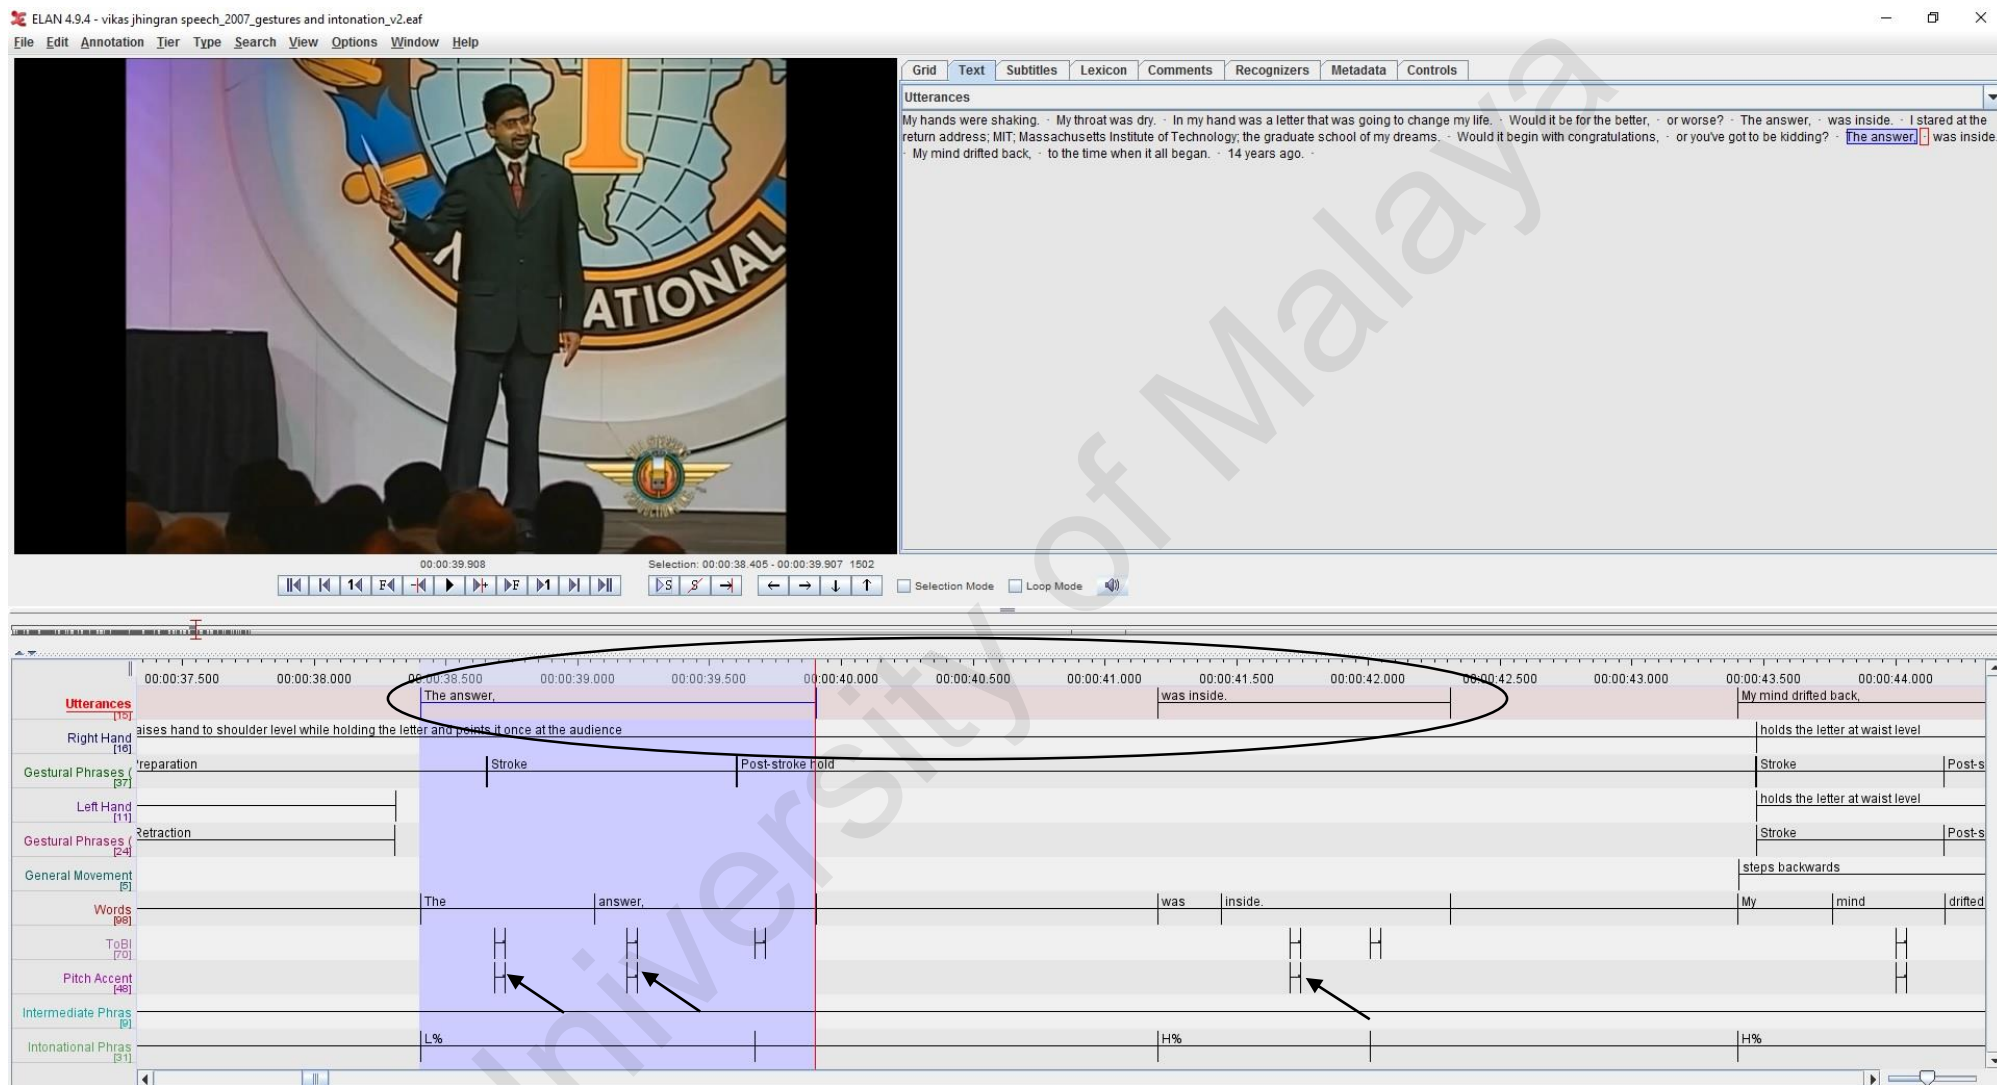 ELAN 4.9.4 - vikas jhingran speech_2007_gestures and intonation_v2.eaf
File Edit Annotation Tier Type Search View Options Window Help
NATIONAL
1
Grid Text Subtitles Lexicon Comments Recognizers Metadata Controls
Utterances
My hands were shaking. · My throat was dry. · In my hand was a letter that was going to change my life. · Would it be for the better, · or worse? · The answer, · was inside. · I stared at the
return address; MIT; Massachusetts Institute of Technology; the graduate school of my dreams. · Would it begin with congratulations, · or you've got to be kidding? · The answer, · was inside.
· My mind drifted back, · to the time when it all began. · 14 years ago. ·
00:00:39.908 Selection: 00:00:38.405 - 00:00:39.907 1502
1 F + F 1 S S Selection Mode Loop Mode
00:00:37.500 00:00:38.000 00:00:38.500 00:00:39.000 00:00:39.500 00:00:40.000 00:00:40.500 00:00:41.000 00:00:41.500 00:00:42.000 00:00:42.500 00:00:43.000 00:00:43.500 00:00:44.000
Utterances [15] The answer, was inside. My mind drifted back,
Right Hand [16] aises hand to shoulder level while holding the letter and points it once at the audience holds the letter at waist level
Gestural Phrases ( [37] Preparation Stroke Post-stroke hold Stroke Post-s
Left Hand [11] holds the letter at waist level
Gestural Phrases ( [24] Retraction Stroke Post-s
General Movement [5] steps backwards
Words [98] The answer, was inside. My mind drifted
ToBI [70]
Pitch Accent [48]
Intermediate Phras [9]
Intonational Phras [31] L% H% H%
University of Malaya